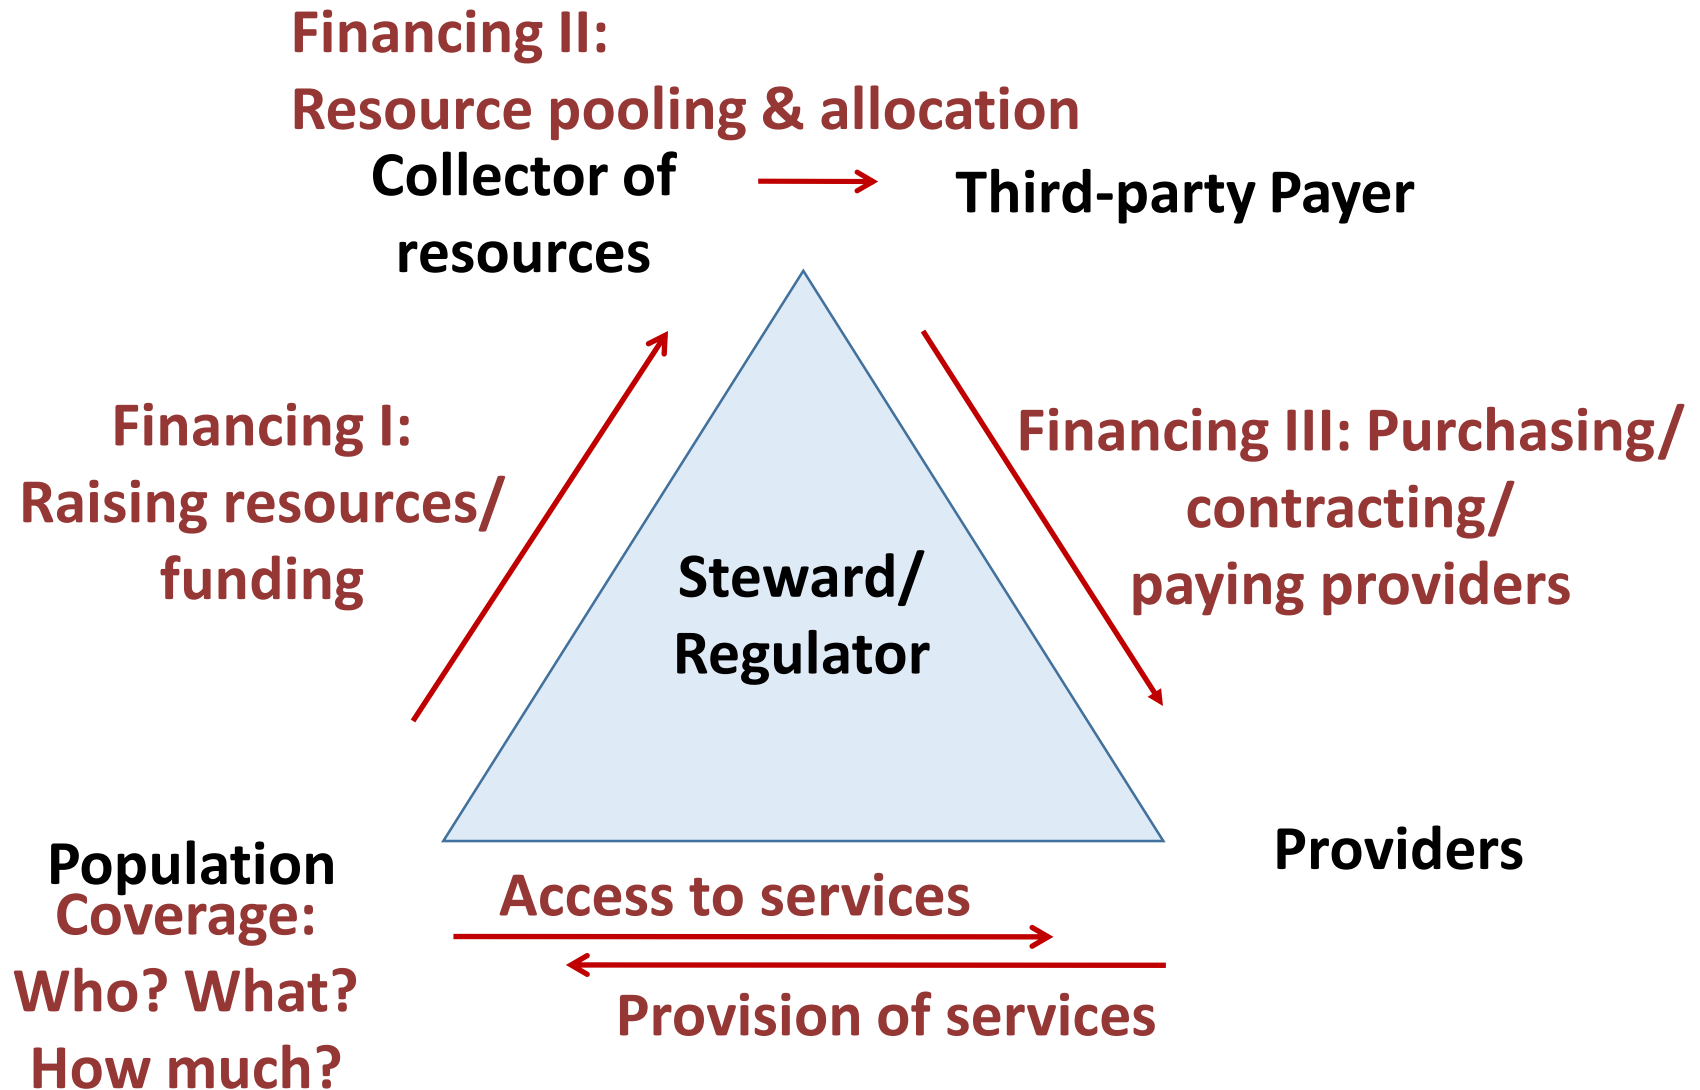 Financing II:
Resource pooling & allocation
Collector of
resources
Third-party Payer
Financing I:
Raising resources/
funding
Financing III: Purchasing/
contracting/
paying providers
Steward/
Regulator
Population
Coverage:
Who? What?
How much?
Providers
Access to services
Provision of services